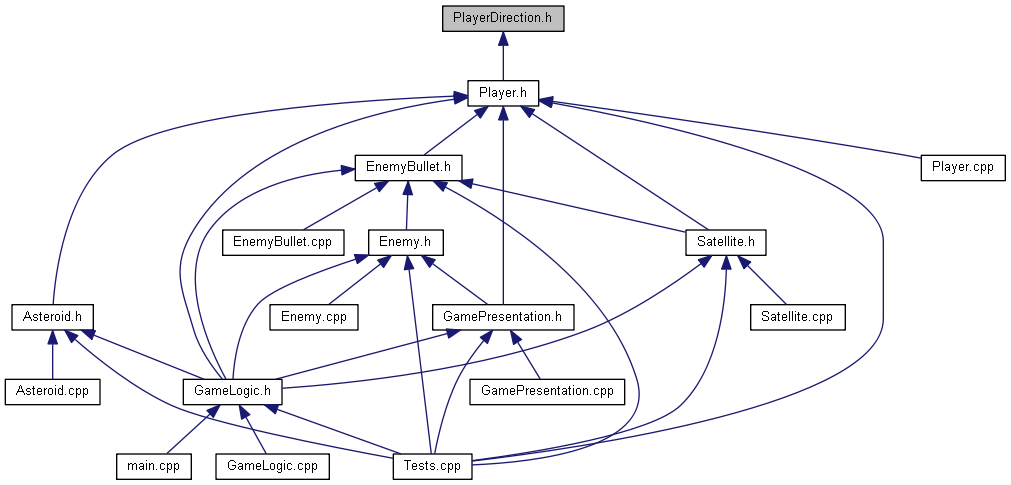 PlayerDirection.h
Player.h
EnemyBullet.h
Player.cpp
EnemyBullet.cpp
Enemy.h
Satellite.h
Asteroid.h
Enemy.cpp
GamePresentation.h
Satellite.cpp
Asteroid.cpp
GameLogic.h
GamePresentation.cpp
main.cpp
GameLogic.cpp
Tests.cpp